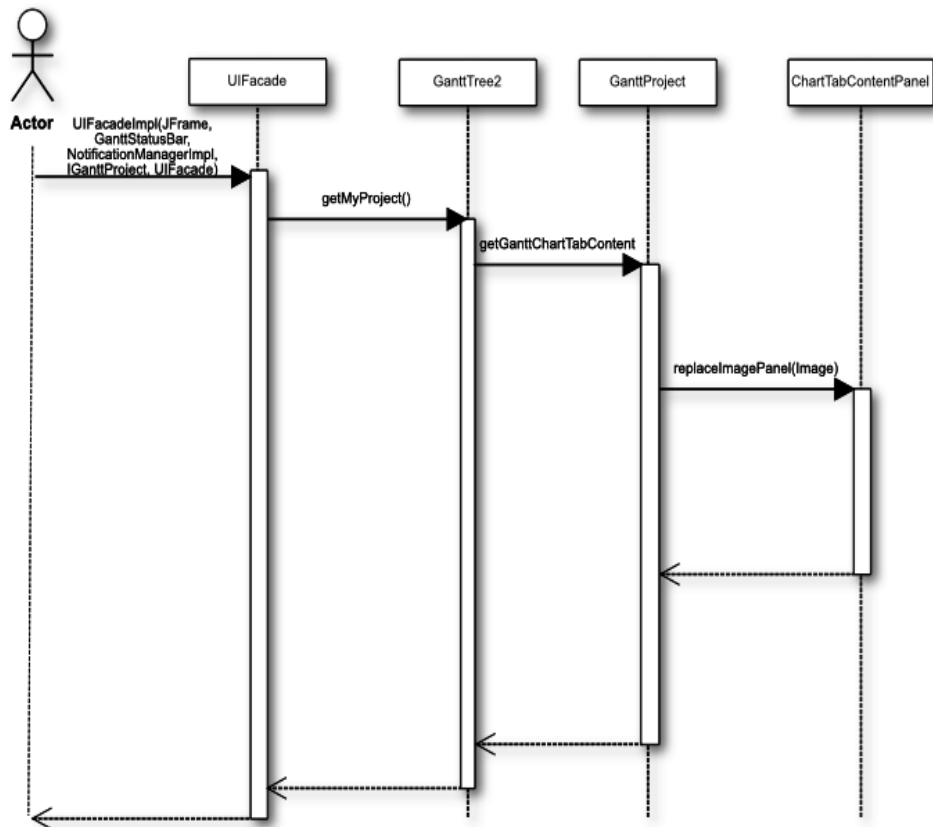 UIFacade
GanttTree2
GanttProject
ChartTabContentPanel
Actor
UIFacadeImpl(JFrame,
GanttStatusBar,
NotificationManagerImpl,
IGanttProject, UIFacade)
getMyProject()
getGanttChartTabContent
replaceImagePanel(Image)